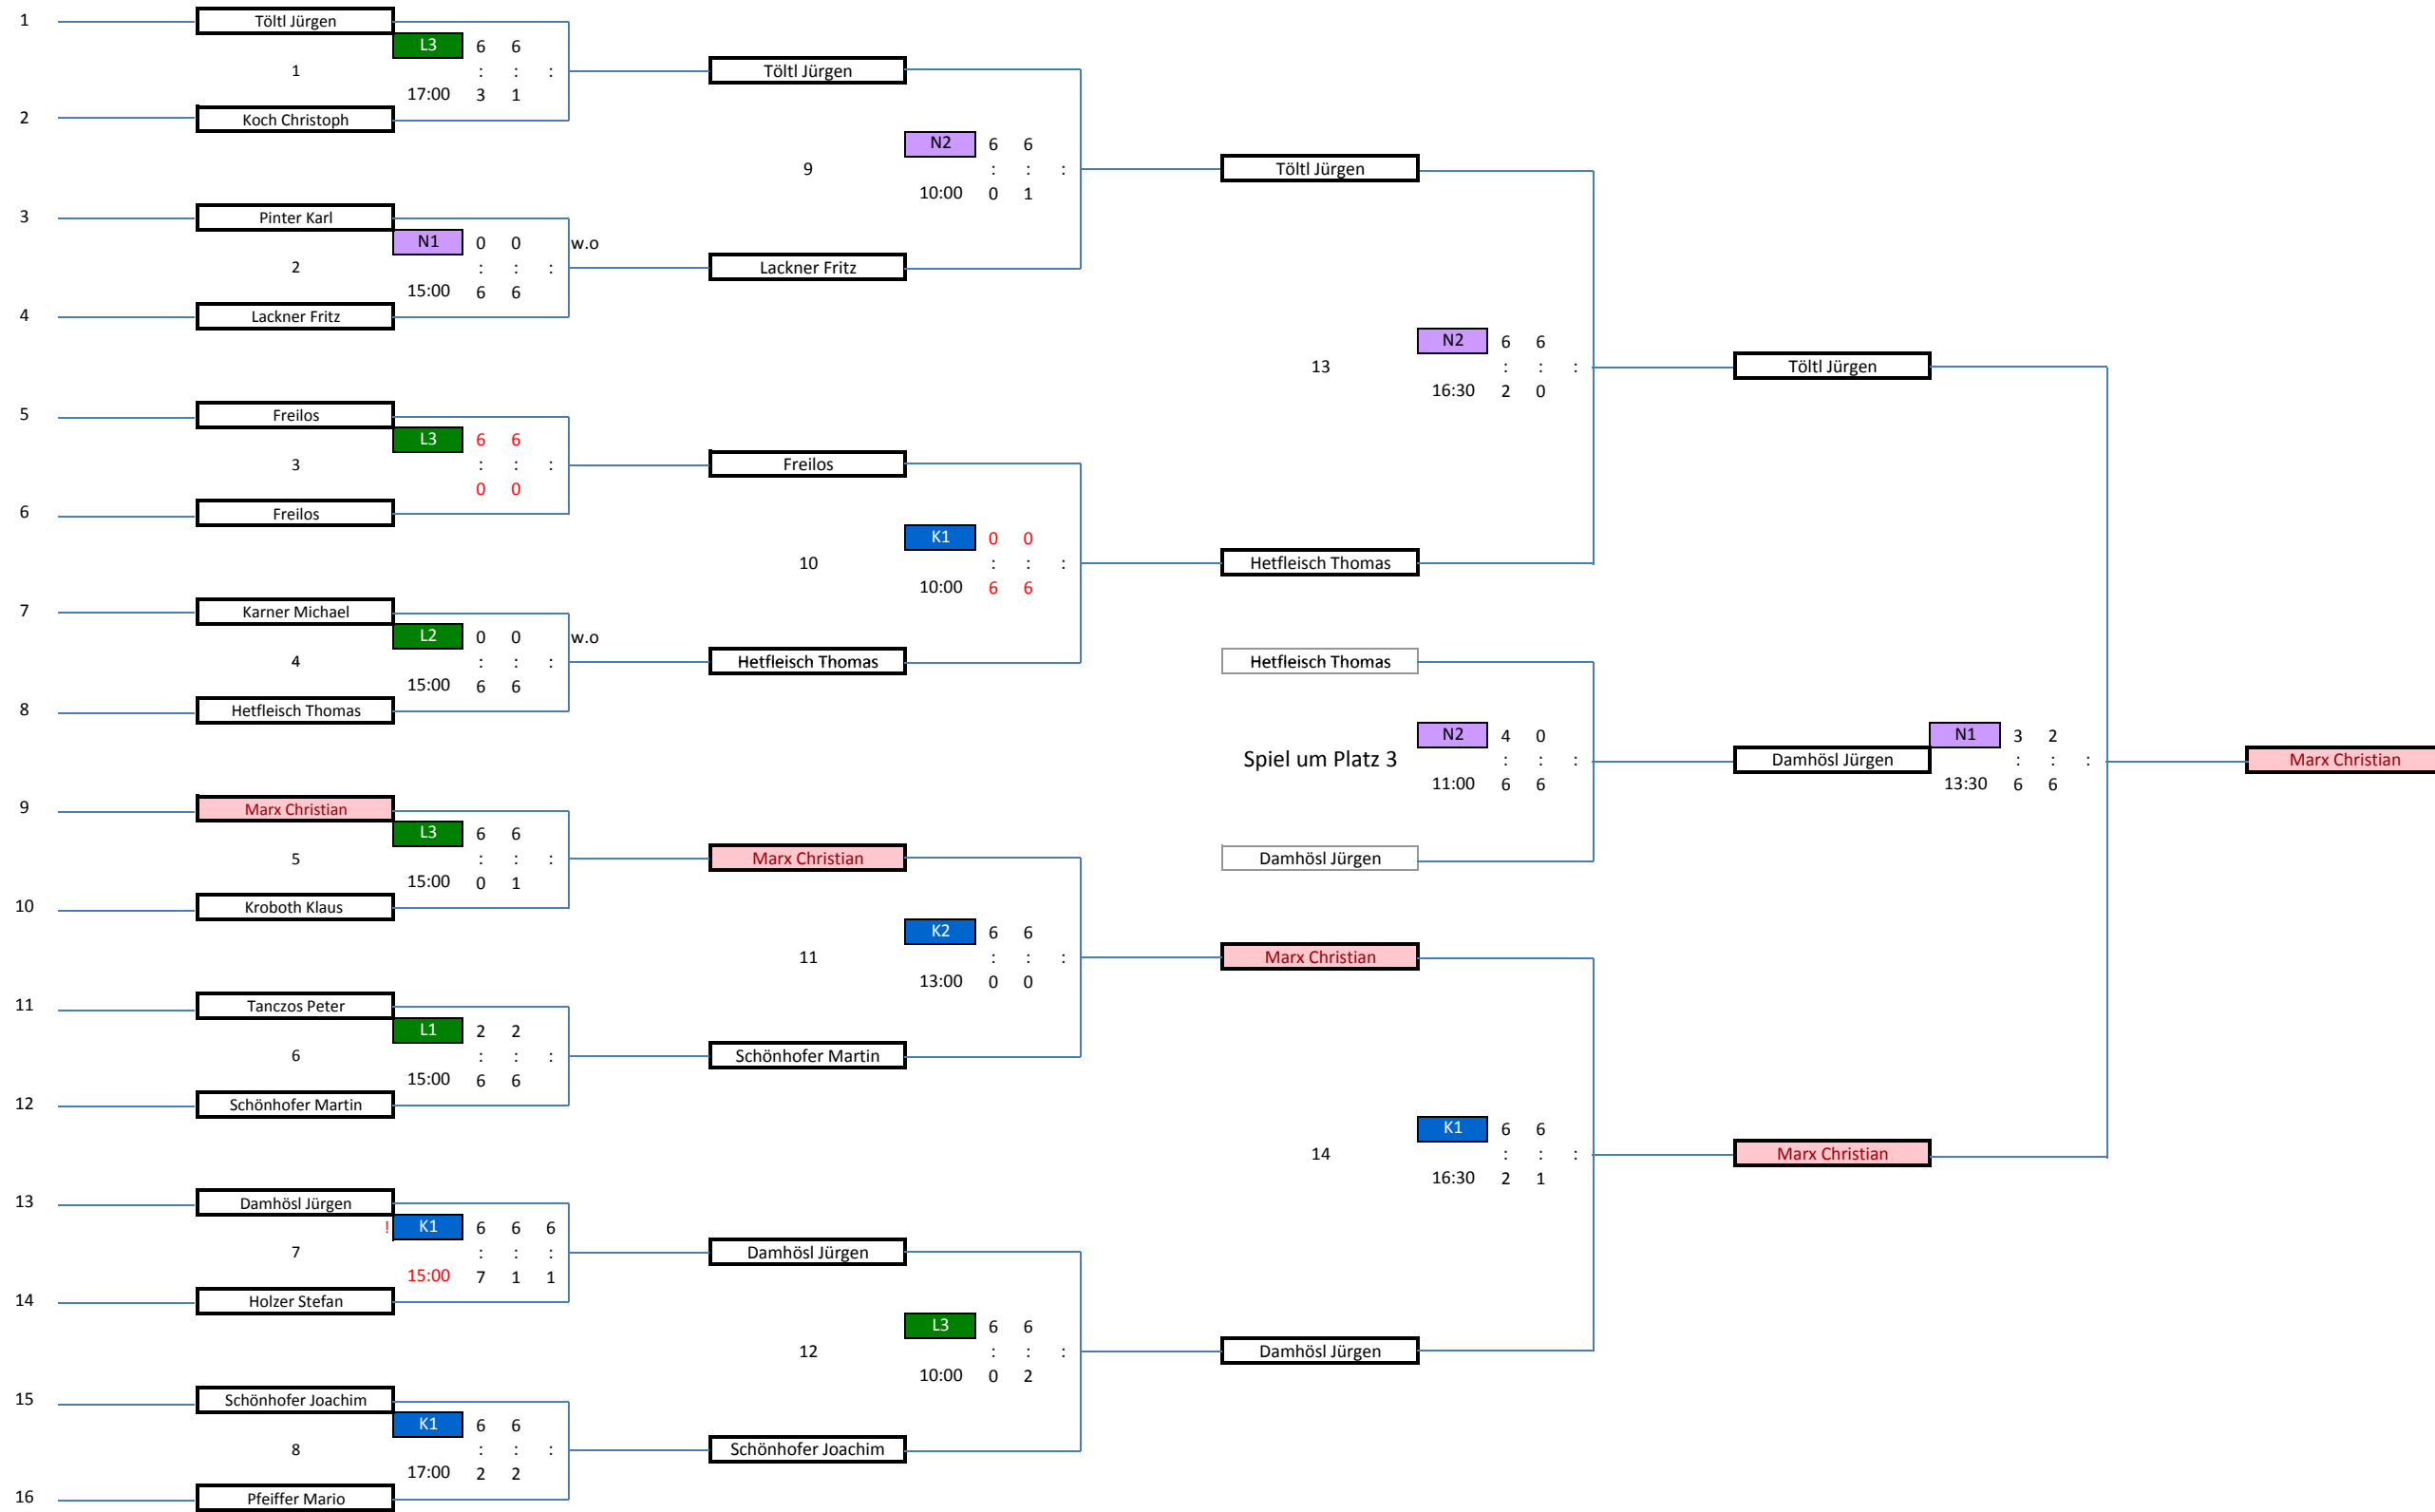 1 Töltl Jürgen
L3 6 6
1 : : : Töltl Jürgen
17:00 3 1
2 Koch Christoph
N2 6 6
9 : : : Töltl Jürgen
10:00 0 1
3 Pinter Karl
N1 0 0 w.o
2 : : : Lackner Fritz
15:00 6 6
4 Lackner Fritz
N2 6 6
13 : : : Töltl Jürgen
16:30 2 0
5 Freilos
L3 6 6
3 : : : Freilos
0 0
6 Freilos
K1 0 0
10 : : : Hetfleisch Thomas
10:00 6 6
7 Karner Michael
L2 0 0 w.o
4 : : : Hetfleisch Thomas Hetfleisch Thomas
15:00 6 6
8 Hetfleisch Thomas
N2 4 0 N1 3 2
Spiel um Platz 3 : : : Damhösl Jürgen : : : Marx Christian
11:00 6 6 13:30 6 6
9 Marx Christian
L3 6 6
5 : : : Marx Christian Damhösl Jürgen
15:00 0 1
10 Kroboth Klaus
K2 6 6
11 : : : Marx Christian
13:00 0 0
11 Tanczos Peter
L1 2 2
6 : : : Schönhofer Martin
15:00 6 6
12 Schönhofer Martin
K1 6 6
14 : : : Marx Christian
16:30 2 1
13 Damhösl Jürgen
! K1 6 6 6
7 : : : Damhösl Jürgen
15:00 7 1 1
14 Holzer Stefan
L3 6 6
12 : : : Damhösl Jürgen
10:00 0 2
15 Schönhofer Joachim
K1 6 6
8 : : : Schönhofer Joachim
17:00 2 2
16 Pfeiffer Mario